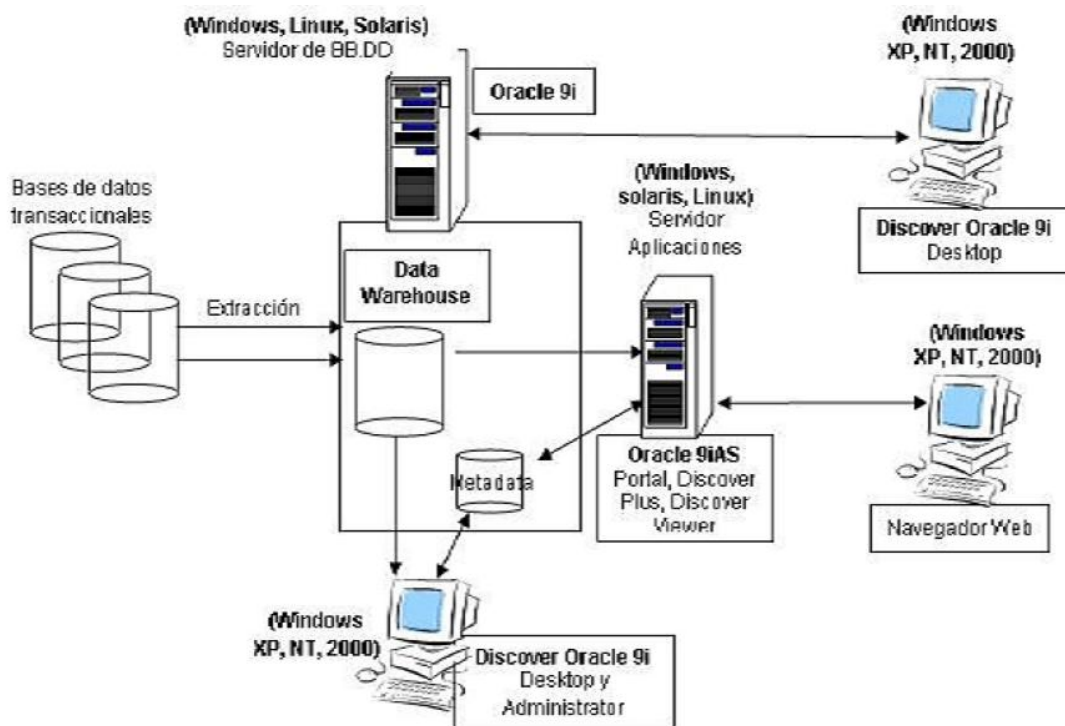 (Windows, Linux, Solaris)
Servidor de BB.DD
Oracle 9i
(Windows
XP, NT, 2000)
Discover Oracle 9i
Desktop
Bases de datos
transaccionales
Extracción
Data
Warehouse
Metadata
(Windows,
solaris, Linux)
Servidor
Aplicaciones
Oracle 9iAS
Portal, Discover
Plus, Discover
Viewer
(Windows
XP, NT, 2000)
Navegador Web
(Windows
XP, NT, 2000)
Discover Oracle 9i
Desktop y
Administrator